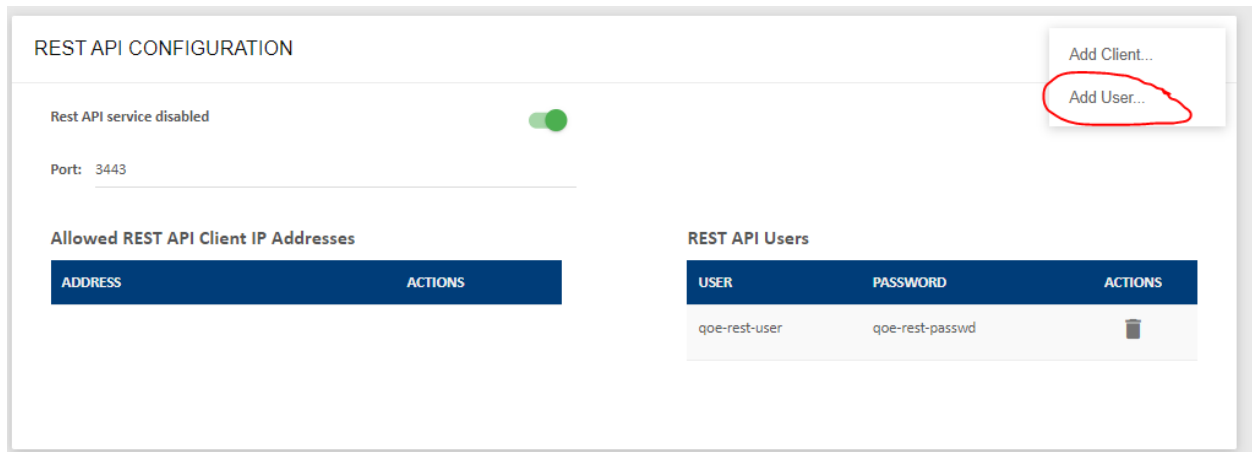 REST API CONFIGURATION
Add Client...
Add User...
Rest API service disabled
Port: 3443
Allowed REST API Client IP Addresses
ADDRESS ACTIONS
REST API Users
USER PASSWORD ACTIONS
qoe-rest-user qoe-rest-passwd